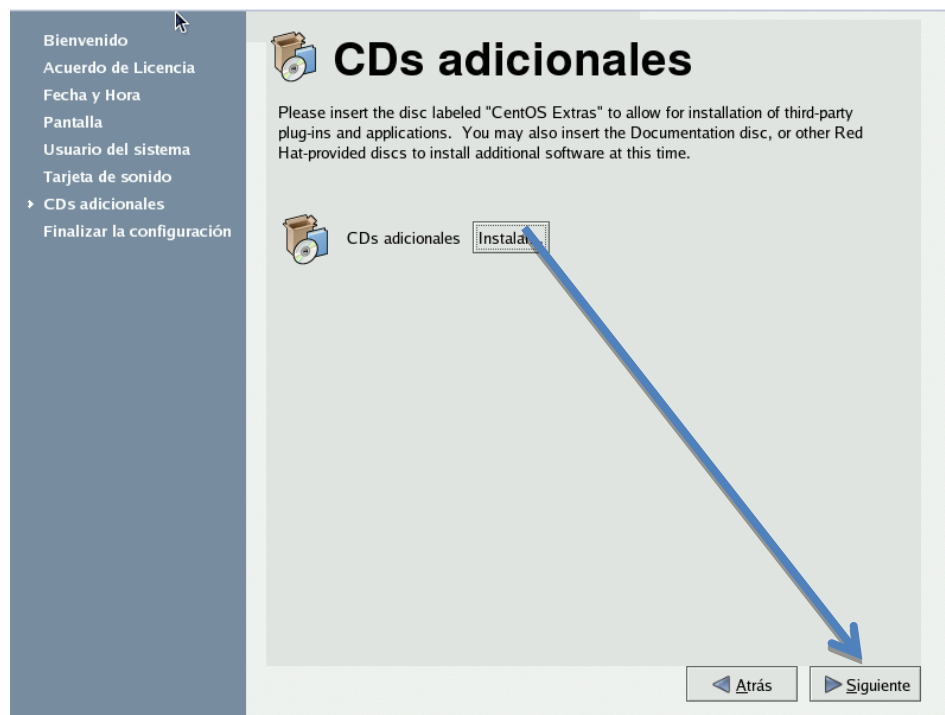 Bienvenido
Acuerdo de Licencia
Fecha y Hora
Pantalla
Usuario del sistema
Tarjeta de sonido
CDs adicionales
Finalizar la configuración
CDs adicionales
Please insert the disc labeled "CentOS Extras" to allow for installation of third-party
plug-ins and applications. You may also insert the Documentation disc, or other Red
Hat-provided discs to install additional software at this time.
CDs adicionales
Instalar...
Atrás
Siguiente